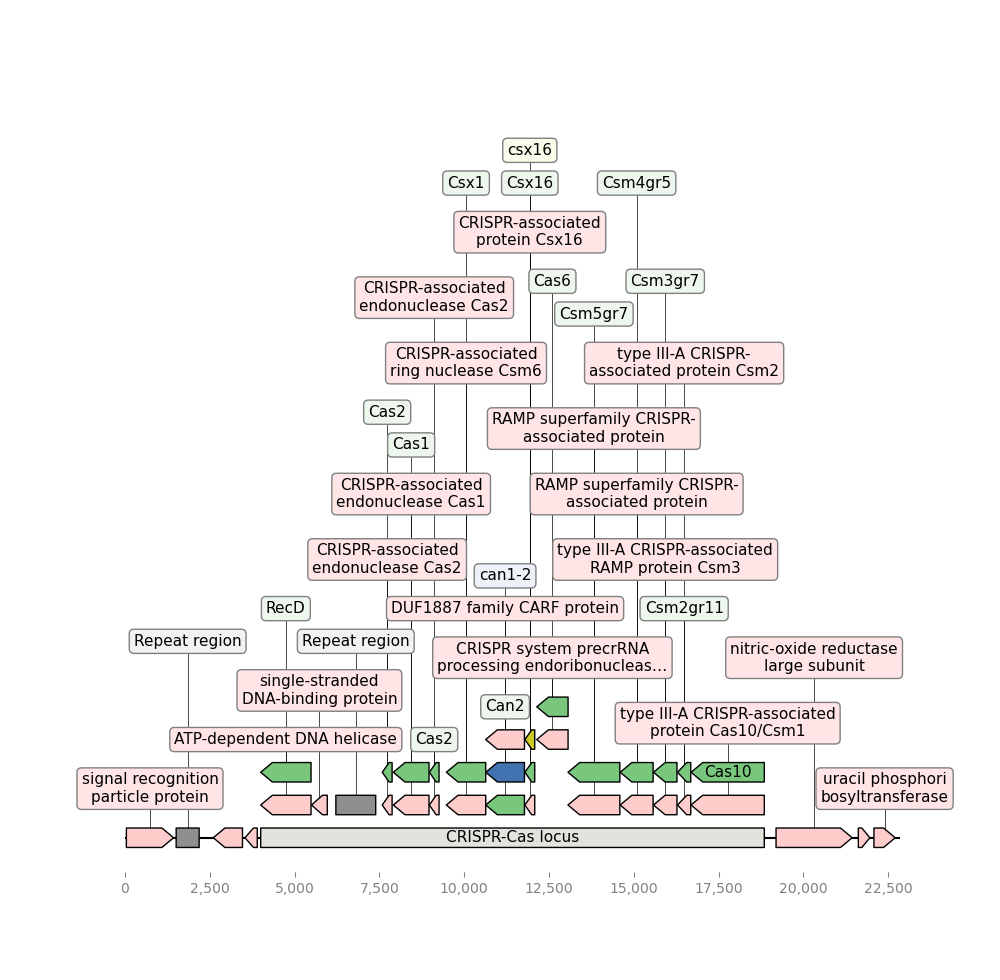 csx16
Csx1
Csx16
Csm4gr5
CRISPR-associated
protein Csx16
Cas6
Csm3gr7
CRISPR-associated
endonuclease Cas2
Csm5gr7
CRISPR-associated
ring nuclease Csm6
type III-A CRISPR-
associated protein Csm2
Cas2
RAMP superfamily CRISPR-
associated protein
Cas1
CRISPR-associated
endonuclease Cas1
RAMP superfamily CRISPR-
associated protein
CRISPR-associated
endonuclease Cas2
type III-A CRISPR-associated
RAMP protein Csm3
can1-2
RecD
DUF1887 family CARF protein
Csm2gr11
Repeat region
Repeat region
CRISPR system precrRNA
processing endoribonucleas...
nitric-oxide reductase
large subunit
single-stranded
DNA-binding protein
Can2
type III-A CRISPR-associated
protein Cas10/Csm1
ATP-dependent DNA helicase
Cas2
Cas10
signal recognition
particle protein
uracil phosphori
bosyltransferase
CRISPR-Cas locus
0
2,500
5,000
7,500
10,000
12,500
15,000
17,500
20,000
22,500